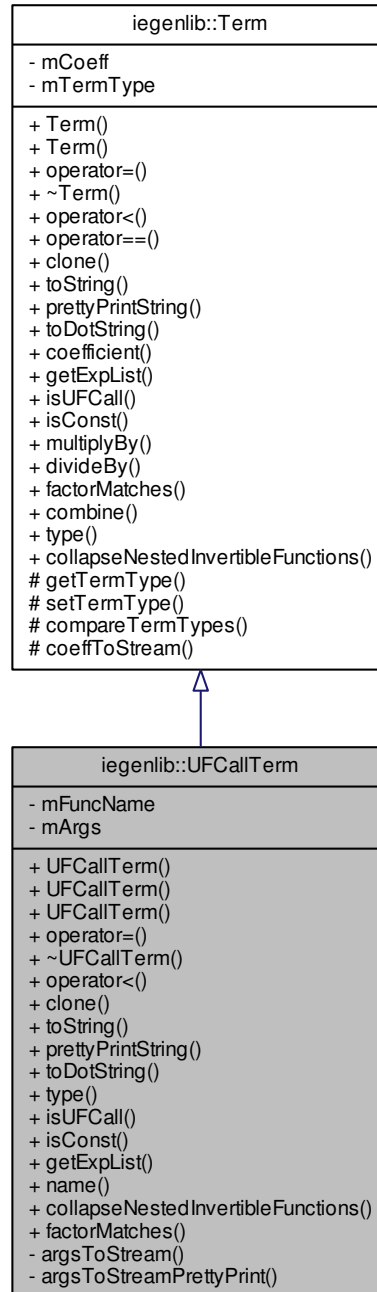 iegenlib::Term
- mCoeff
- mTermType
+ Term()
+ Term()
+ operator=()
+ ~Term()
+ operator<()
+ operator==()
+ clone()
+ toString()
+ prettyPrintString()
+ toDotString()
+ coefficient()
+ getExpList()
+ isUFCall()
+ isConst()
+ multiplyBy()
+ divideBy()
+ factorMatches()
+ combine()
+ type()
+ collapseNestedInvertibleFunctions()
# getTermType()
# setTermType()
# compareTermTypes()
# coeffToStream()
iegenlib::UFCallTerm
- mFuncName
- mArgs
+ UFCallTerm()
+ UFCallTerm()
+ UFCallTerm()
+ operator=()
+ ~UFCallTerm()
+ operator<()
+ clone()
+ toString()
+ prettyPrintString()
+ toDotString()
+ type()
+ isUFCall()
+ isConst()
+ getExpList()
+ name()
+ collapseNestedInvertibleFunctions()
+ factorMatches()
- argsToStream()
- argsToStreamPrettyPrint()